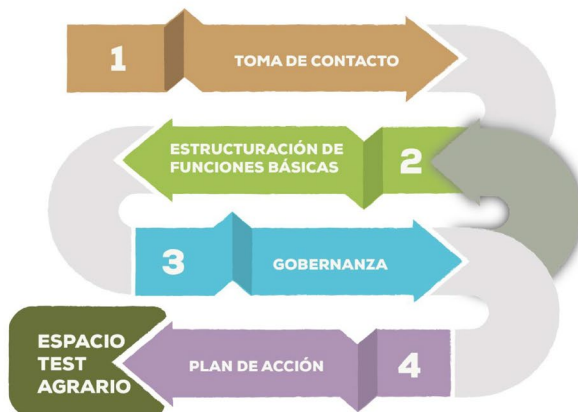 1
TOMA DE CONTACTO
ESTRUCTURACIÓN DE
FUNCIONES BÁSICAS
2
3
GOBERNANZA
ESPACIO
TEST
AGRARIO
PLAN DE ACCIÓN
4